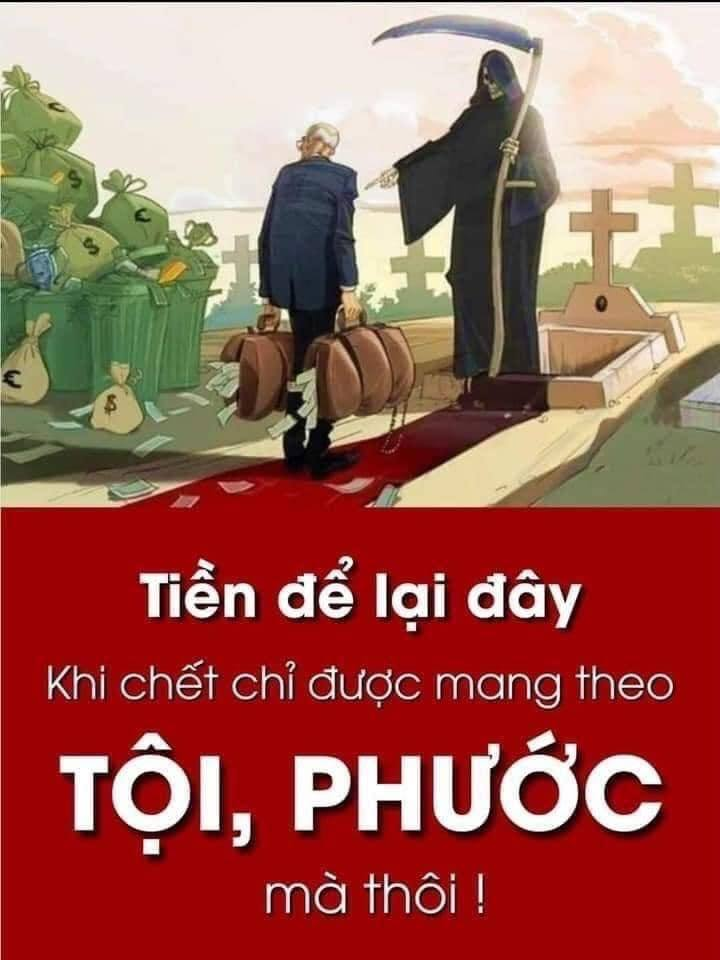 €
$
€
$
€
$
Tiền để lại đây
Khi chết chỉ được mang theo
TỘI, PHƯỚC
mà thôi !